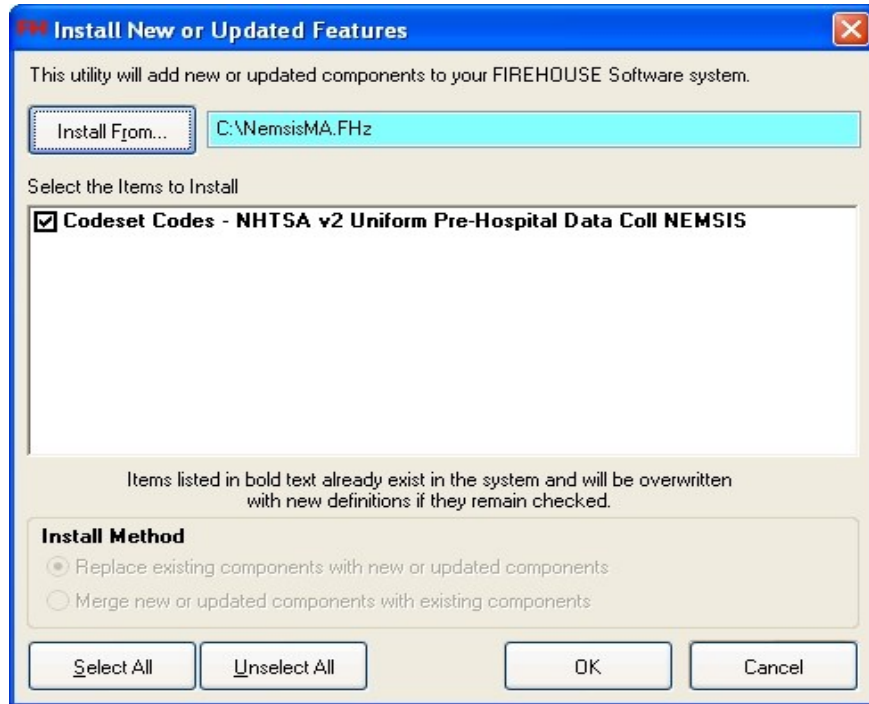 FH Install New or Updated Features
This utility will add new or updated components to your FIREHOUSE Software system.
Install From...
C:\NemsisMA.FHz
Select the Items to Install
Codeset Codes - NHTSA v2 Uniform Pre-Hospital Data Coll NEMSIS
Items listed in bold text already exist in the system and will be overwritten
with new definitions if they remain checked.
Install Method
Replace existing components with new or updated components
Merge new or updated components with existing components
Select All
Unselect All
OK
Cancel